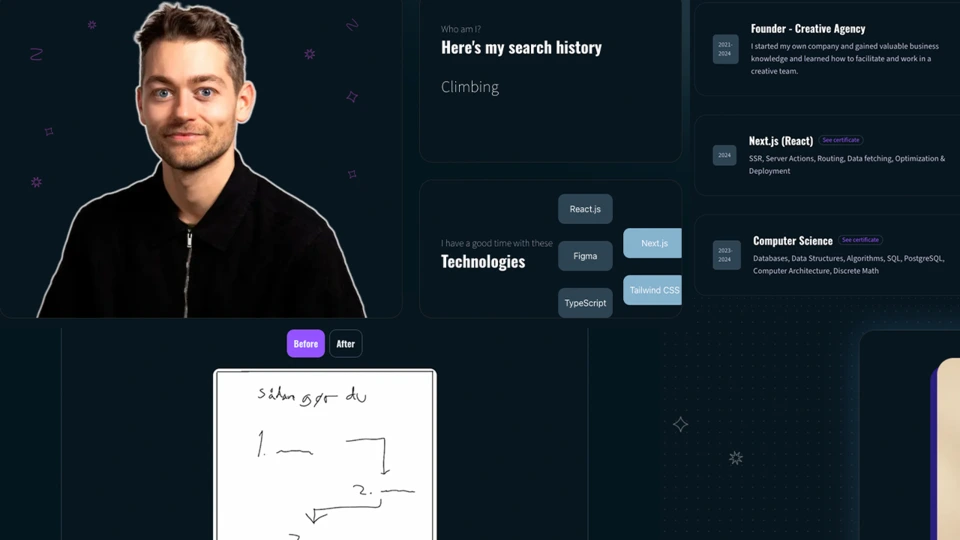 Who am I?
Here's my search history
Climbing
I have a good time with these
Technologies
React.js
Figma
TypeScript
Next.js
Tailwind CSS
2021-
2024
Founder - Creative Agency
I started my own company and gained valuable business
knowledge and learned how to facilitate and work in a
creative team.
2024
Next.js (React)
See certificate
SSR, Server Actions, Routing, Data fetching, Optimization &
Deployment
2023-
2024
Computer Science
See certificate
Databases, Data Structures, Algorithms, SQL, PostgreSQL,
Computer Architecture, Discrete Math
Before
After
sådan gør du
1.
2.